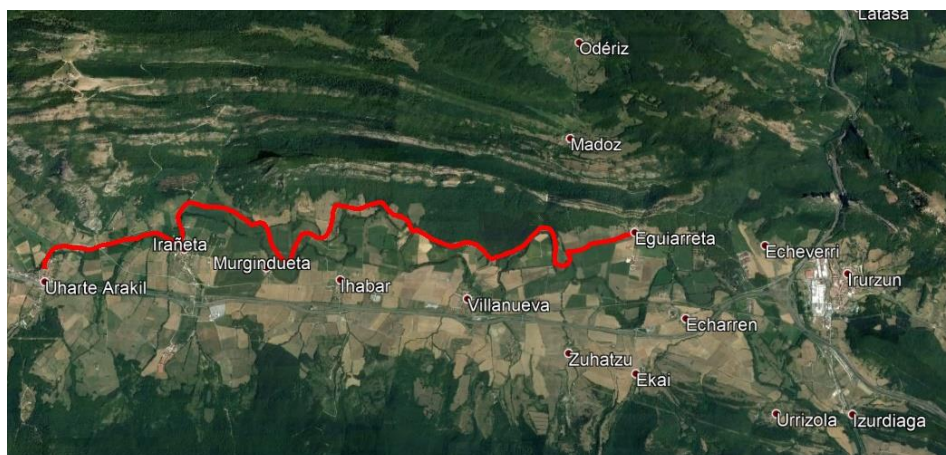 Latasa
Odériz
Madoz
Eguiarreta
Irañeta
Echeverri
Murgindueta
Irurzun
Uharte Arakil
Ihabar
Villanueva
Echarren
Zuhatzu
Ekai
Urrizola
Izurdiaga